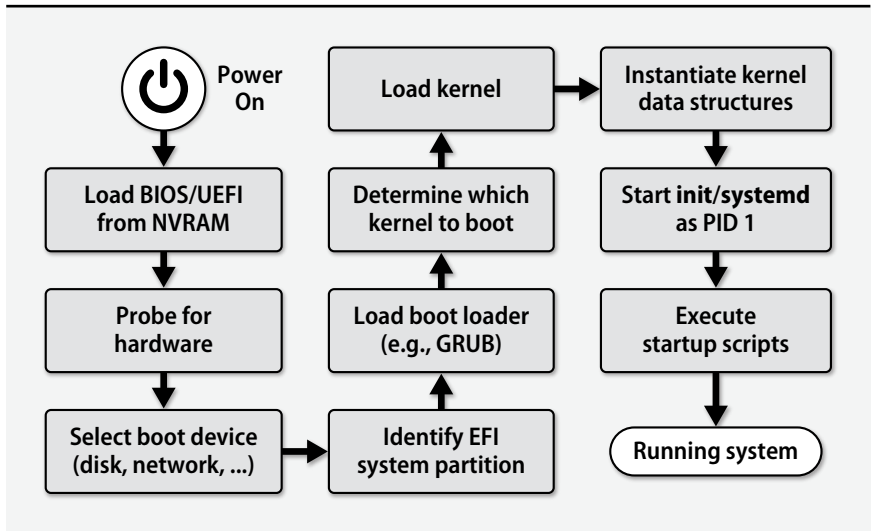 Power
On
Load BIOS/UEFI
from NVRAM
Probe for
hardware
Select boot device
(disk, network, ...)
Identify EFI
system partition
Load boot loader
(e.g., GRUB)
Determine which
kernel to boot
Load kernel
Instantiate kernel
data structures
Start init/systemd
as PID 1
Execute
startup scripts
Running system